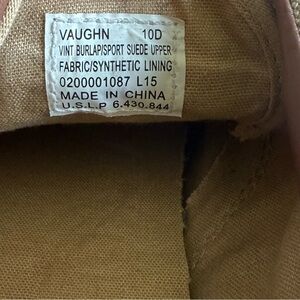 VAUGHN 10D
VINT BURLAP/SPORT SUEDE UPPER
FABRIC/SYNTHETIC LINING
0200001087 L15
MADE IN CHINA
U.S.L.P 6.430.844